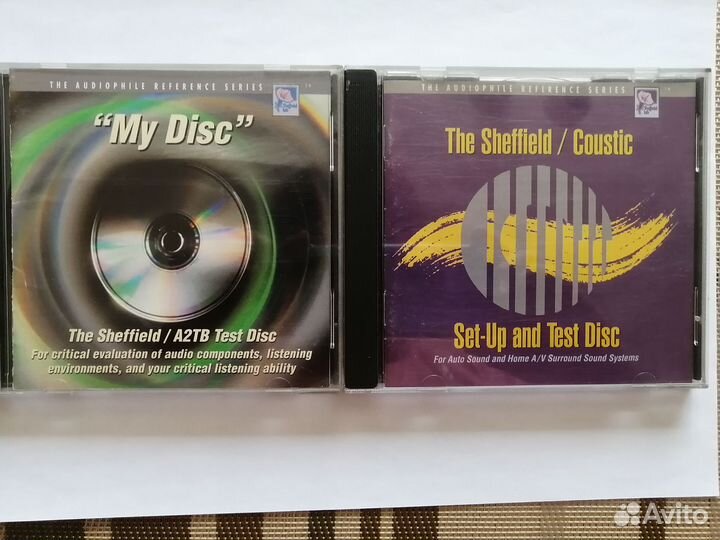 THE AUDIOPHILE REFERENCE SERIES
"My Disc"
The Sheffield / A2TB Test Disc
For critical evaluation of audio components, listening
environments, and your critical listening ability
THE AUDIOPHILE REFERENCE SERIES
The Sheffield / Coustic
Set-Up and Test Disc
For Auto Sound and Home A/V Surround Sound Systems
Avito